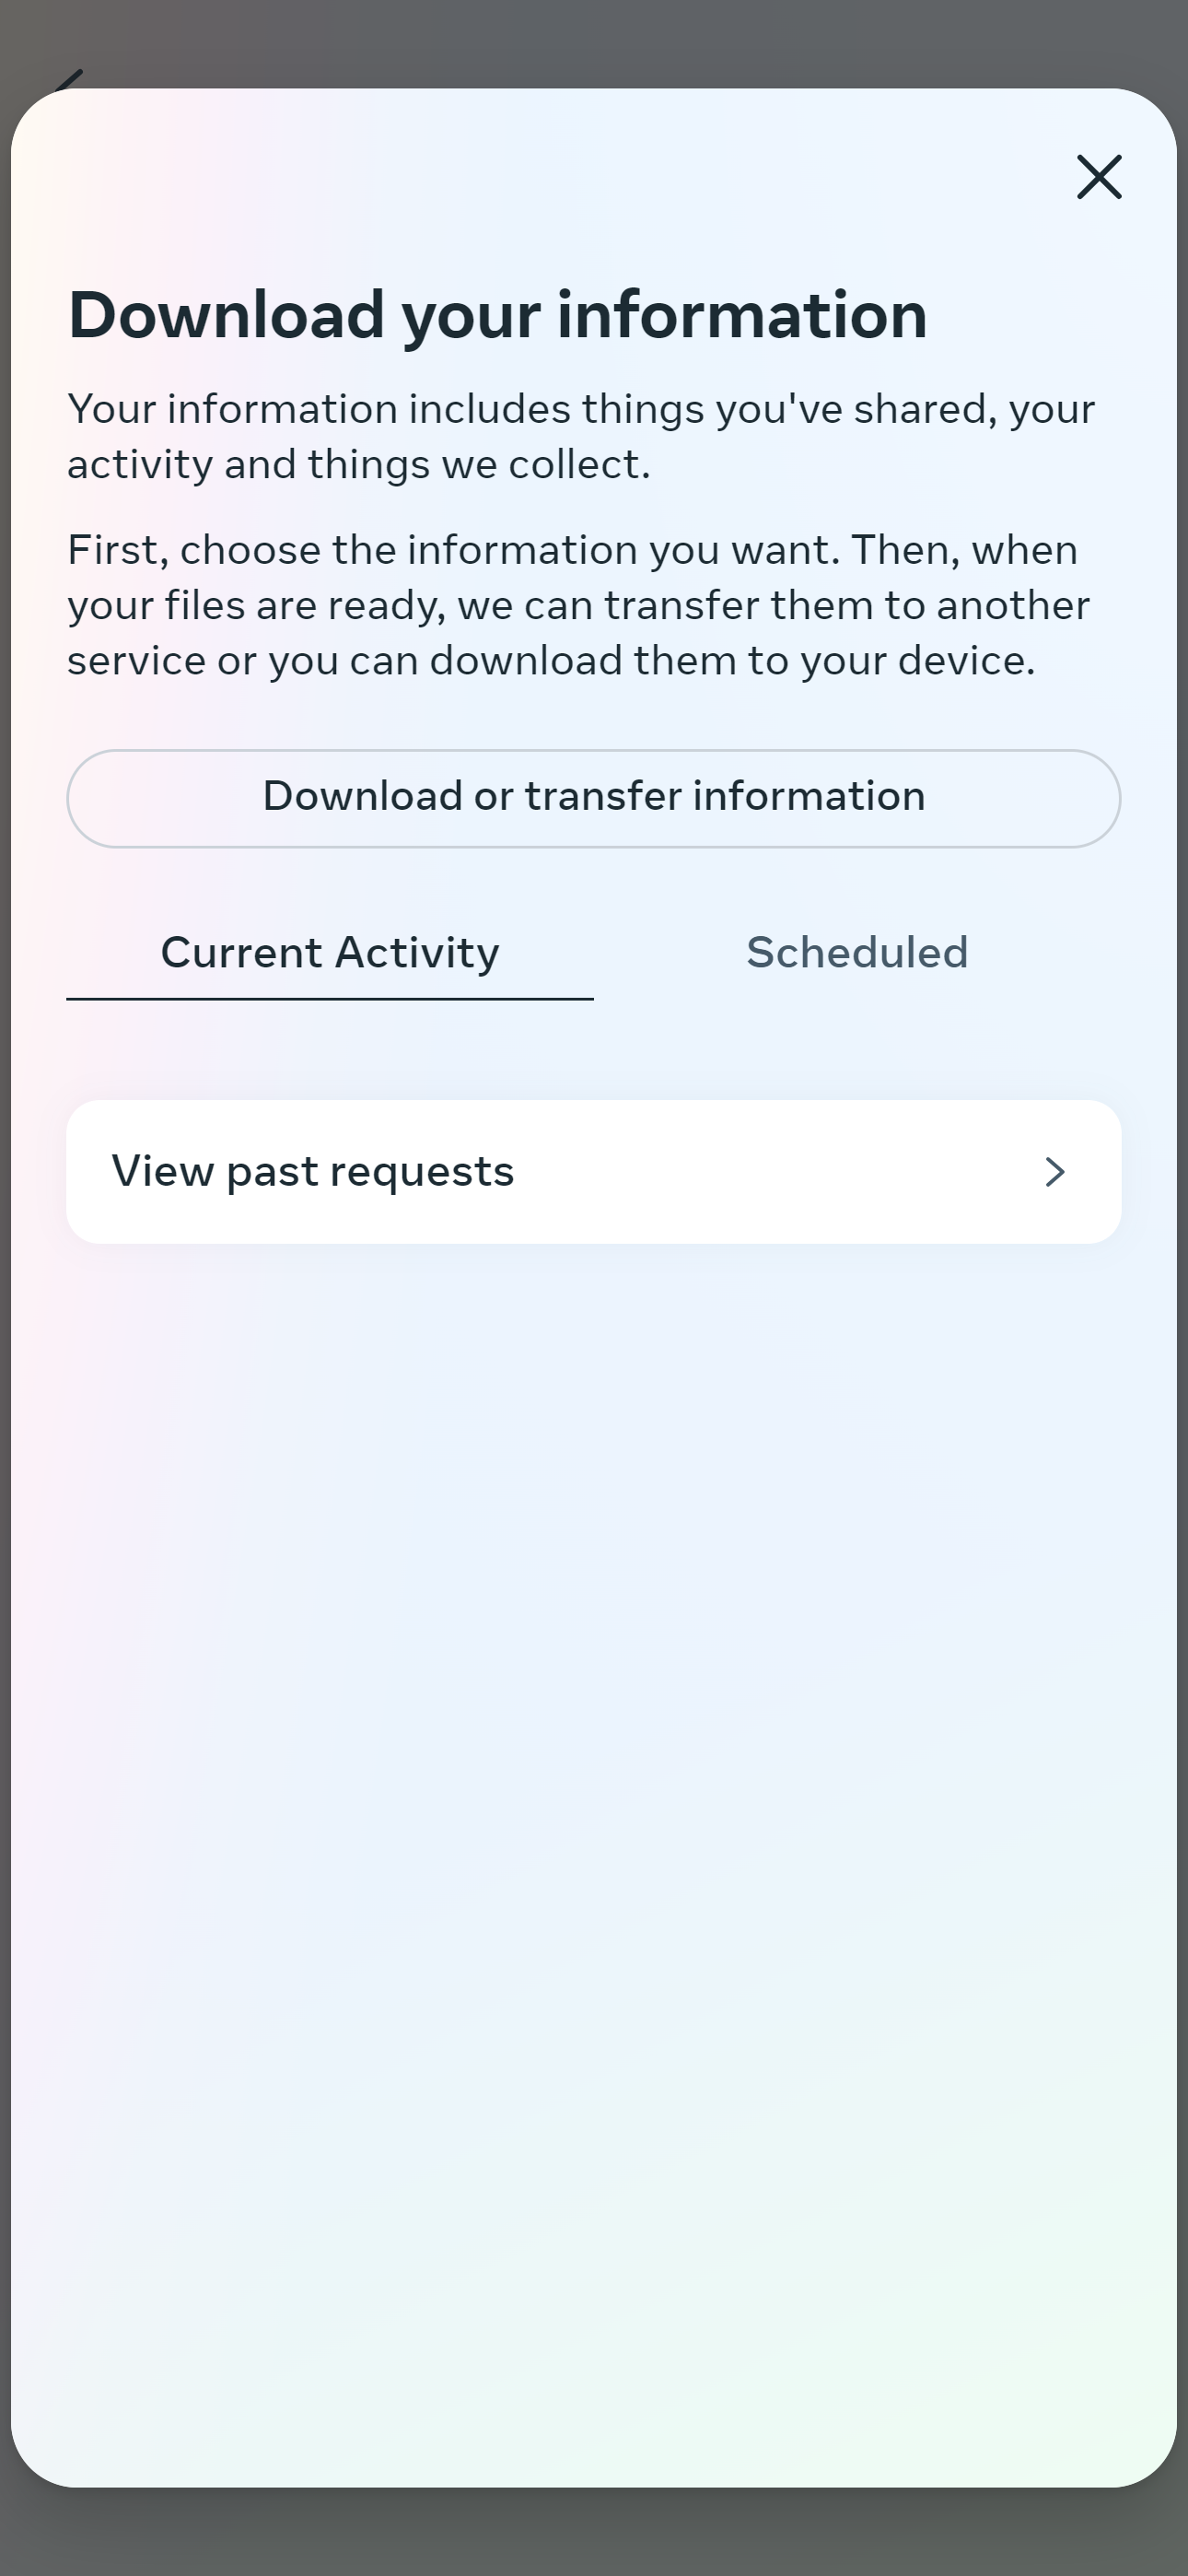 Download your information
Your information includes things you've shared, your
activity and things we collect.
First, choose the information you want. Then, when
your files are ready, we can transfer them to another
service or you can download them to your device.
Download or transfer information
Current Activity
Scheduled
View past requests